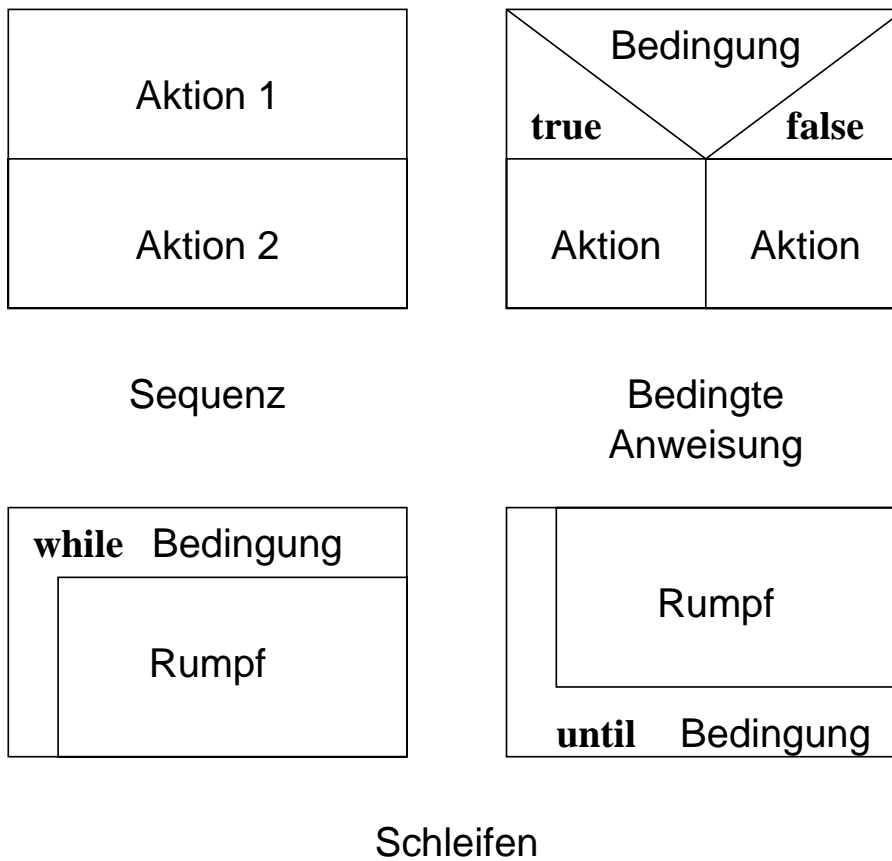 Aktion 1
Aktion 2
Sequenz
Bedingung
true false
Aktion Aktion
Bedingte
Anweisung
while Bedingung
Rumpf
Rumpf
until Bedingung
Schleifen